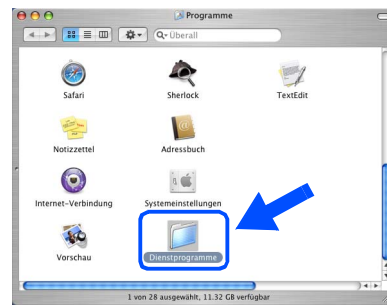 Programme
Überall
Safari
Sherlock
TextEdit
Notizzettel
Adressbuch
Internet-Verbindung
Systemeinstellungen
Vorschau
Dienstprogramme
1 von 28 ausgewählt, 11.32 GB verfügbar